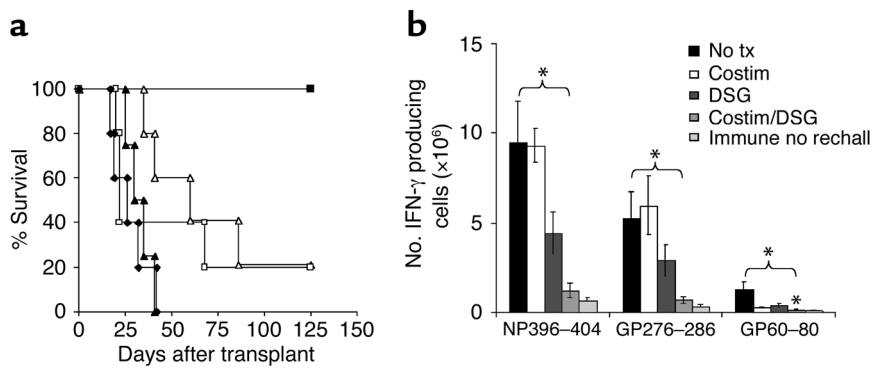 a
% Survival
100
80
60
40
20
0
0 25 50 75 100 125 150
Days after transplant
b
No. IFN-γ producing
cells (×10⁶)
15
10
5
0
No tx
Costim
DSG
Costim/DSG
Immune no rechall
*
*
*
*
NP396–404 GP276–286 GP60–80